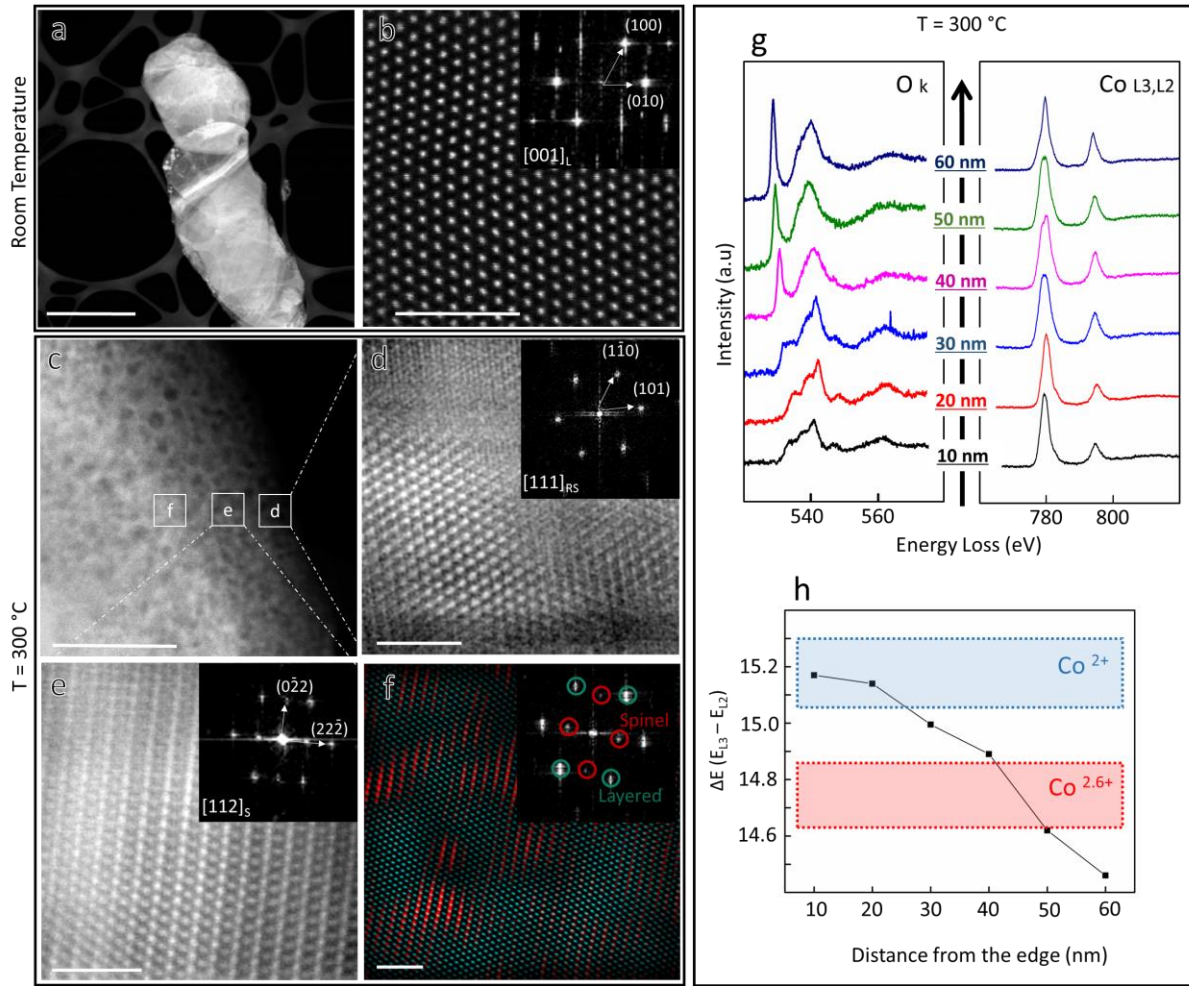 Room Temperature
a
b
(100)
(010)
[001]L
T = 300 °C
c
f
e
d
d
(11̄0)
(101)
[111]RS
e
(02̄2)
(222̄)
[112]S
f
Spinel
Layered
T = 300 °C
g
O k
Co L3,L2
60 nm
50 nm
40 nm
30 nm
20 nm
10 nm
Intensity (a.u)
540 560
780 800
Energy Loss (eV)
h
ΔE (EL3 – EL2)
15.2
15.0
14.8
14.6
Co 2+
Co 2.6+
10 20 30 40 50 60
Distance from the edge (nm)